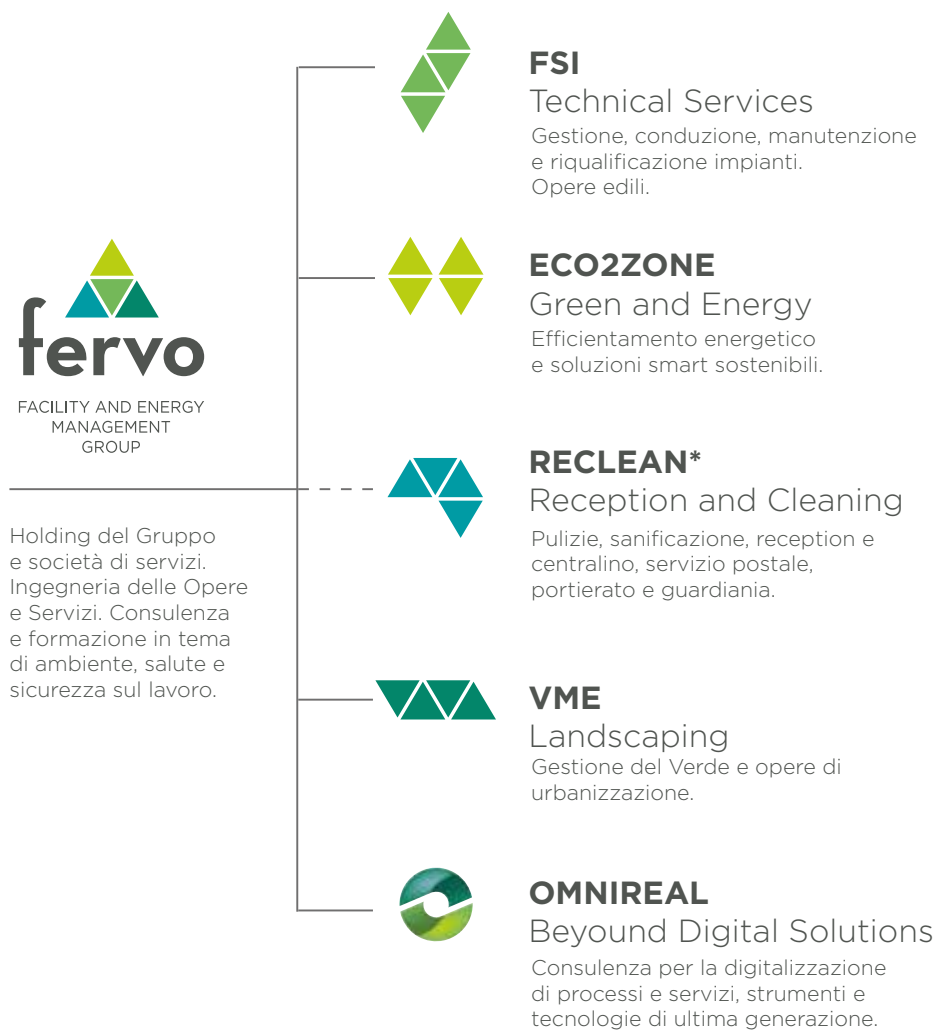 fervo
FACILITY AND ENERGY
MANAGEMENT
GROUP
Holding del Gruppo
e società di servizi.
Ingegneria delle Opere
e Servizi. Consulenza
e formazione in tema
di ambiente, salute e
sicurezza sul lavoro.
FSI
Technical Services
Gestione, conduzione, manutenzione
e riqualificazione impianti.
Opere edili.
ECO2ZONE
Green and Energy
Efficientamento energetico
e soluzioni smart sostenibili.
RECLEAN*
Reception and Cleaning
Pulizie, sanificazione, reception e
centralino, servizio postale,
portierato e guardiania.
VME
Landscaping
Gestione del Verde e opere di
urbanizzazione.
OMNIREAL
Beyound Digital Solutions
Consulenza per la digitalizzazione
di processi e servizi, strumenti e
tecnologie di ultima generazione.